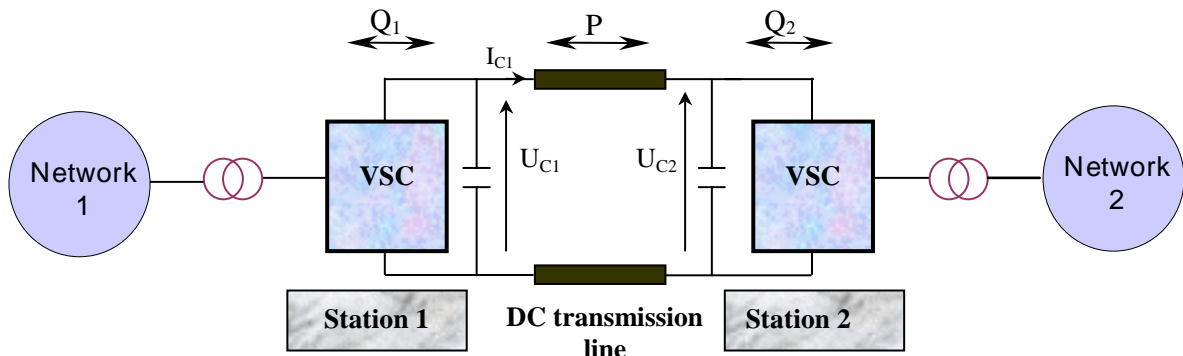 Q1
P
Q2
IC1
Network
1
VSC
UC1
UC2
VSC
Network
2
Station 1
DC transmission
line
Station 2